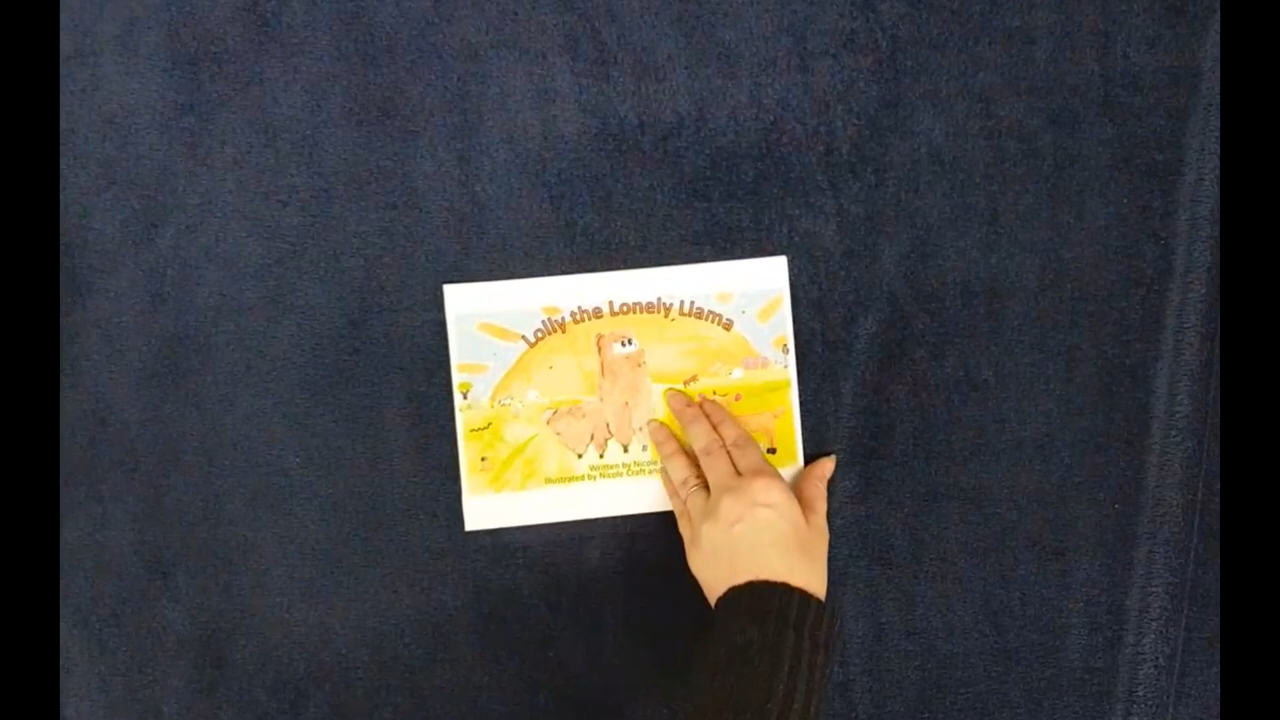 Lolly the Lonely Llama
Written by Nicole
Illustrated by Nicole Craft and